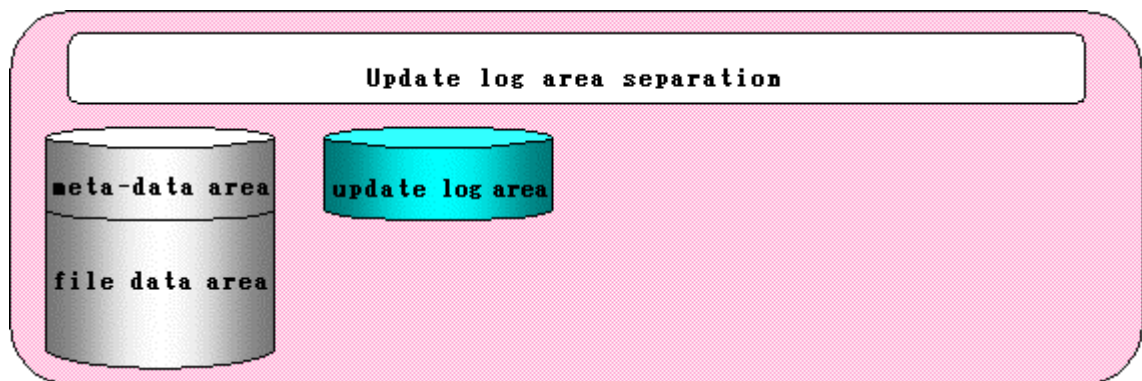 Update log area separation
meta-data area
update log area
file data area